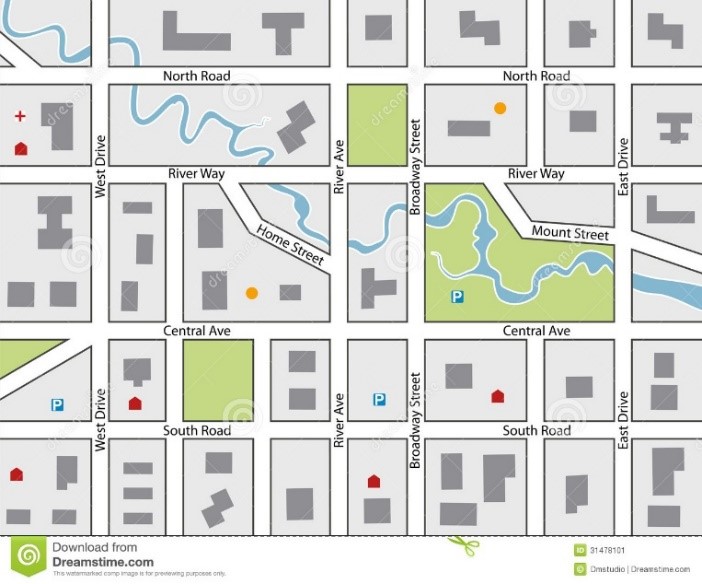 North Road
North Road
West Drive
River Ave
Broadway Street
East Drive
River Way
River Way
Home Street
Mount Street
P
Central Ave
Central Ave
West Drive
River Ave
Broadway Street
East Drive
P
P
South Road
South Road
Download from
Dreamstime.com
This watermarked comp image is for previewing purposes only.
31478101
Dmstudio | Dreamstime.com